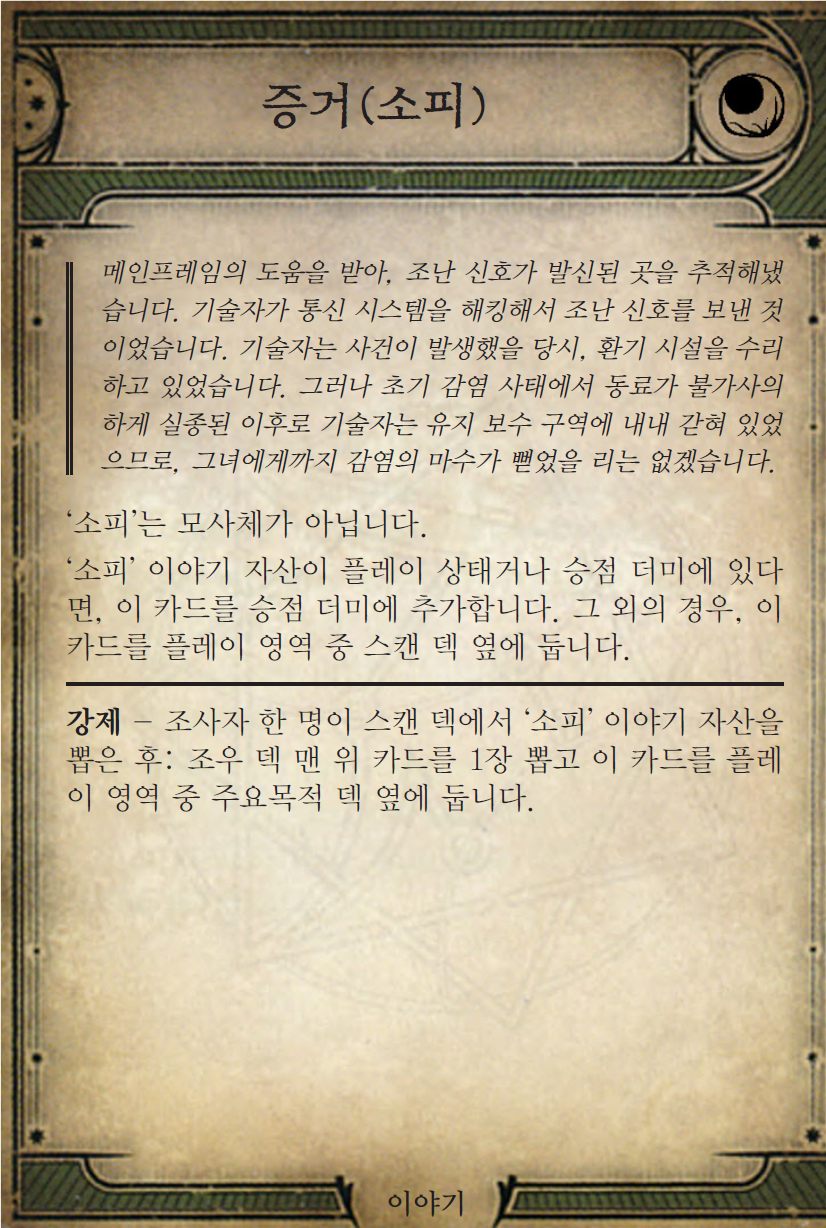 증거(소피)
메인프레임의 도움을 받아, 조난 신호가 발신된 곳을 추적해냈
습니다. 기술자가 통신 시스템을 해킹해서 조난 신호를 보낸 것
이었습니다. 기술자는 사건이 발생했을 당시, 환기 시설을 수리
하고 있었습니다. 그러나 초기 감염 사태에서 동료가 불가사의
하게 실종된 이후로 기술자는 유지 보수 구역에 내내 갇혀 있었
으므로, 그녀에게까지 감염의 마수가 뻗었을 리는 없겠습니다.
‘소피’는 모사체가 아닙니다.
‘소피’ 이야기 자산이 플레이 상태거나 승점 더미에 있다
면, 이 카드를 승점 더미에 추가합니다. 그 외의 경우, 이
카드를 플레이 영역 중 스캔 덱 옆에 둡니다.
강제 – 조사자 한 명이 스캔 덱에서 ‘소피’ 이야기 자산을
뽑은 후: 조우 덱 맨 위 카드를 1장 뽑고 이 카드를 플레
이 영역 중 주요목적 덱 옆에 둡니다.
이야기